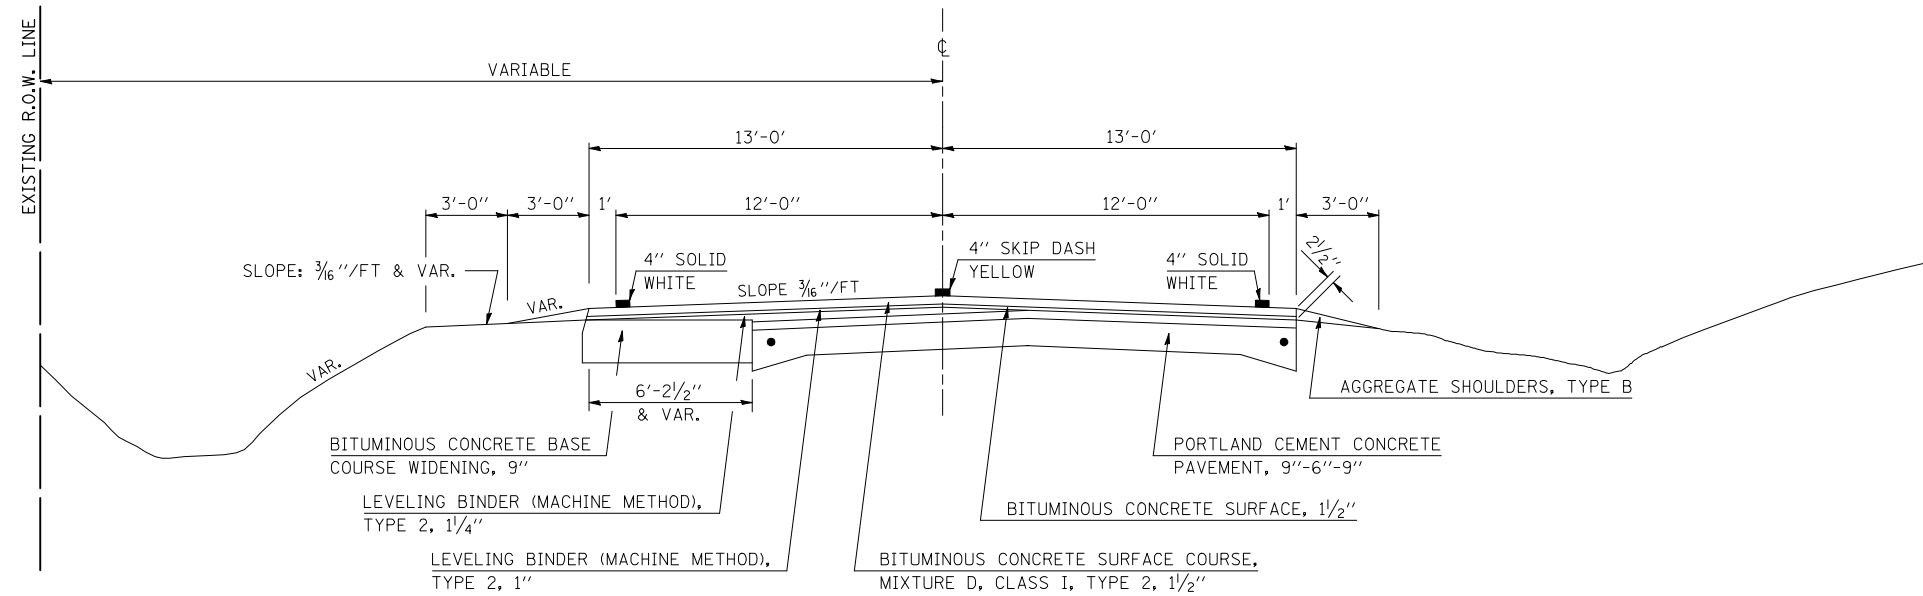 EXISTING R.O.W. LINE
℄
VARIABLE
13'-0'
13'-0'
3'-0"
3'-0"
1'
12'-0"
12'-0"
1'
3'-0"
2½"
4" SOLID
WHITE
4" SKIP DASH
YELLOW
4" SOLID
WHITE
SLOPE: 3/16"/FT & VAR.
VAR.
SLOPE 3/16"/FT
VAR.
6'-2½"
& VAR.
AGGREGATE SHOULDERS, TYPE B
BITUMINOUS CONCRETE BASE
COURSE WIDENING, 9"
PORTLAND CEMENT CONCRETE
PAVEMENT, 9"-6"-9"
LEVELING BINDER (MACHINE METHOD),
TYPE 2, 1¼"
BITUMINOUS CONCRETE SURFACE, 1½"
LEVELING BINDER (MACHINE METHOD),
TYPE 2, 1"
BITUMINOUS CONCRETE SURFACE COURSE,
MIXTURE D, CLASS I, TYPE 2, 1½"